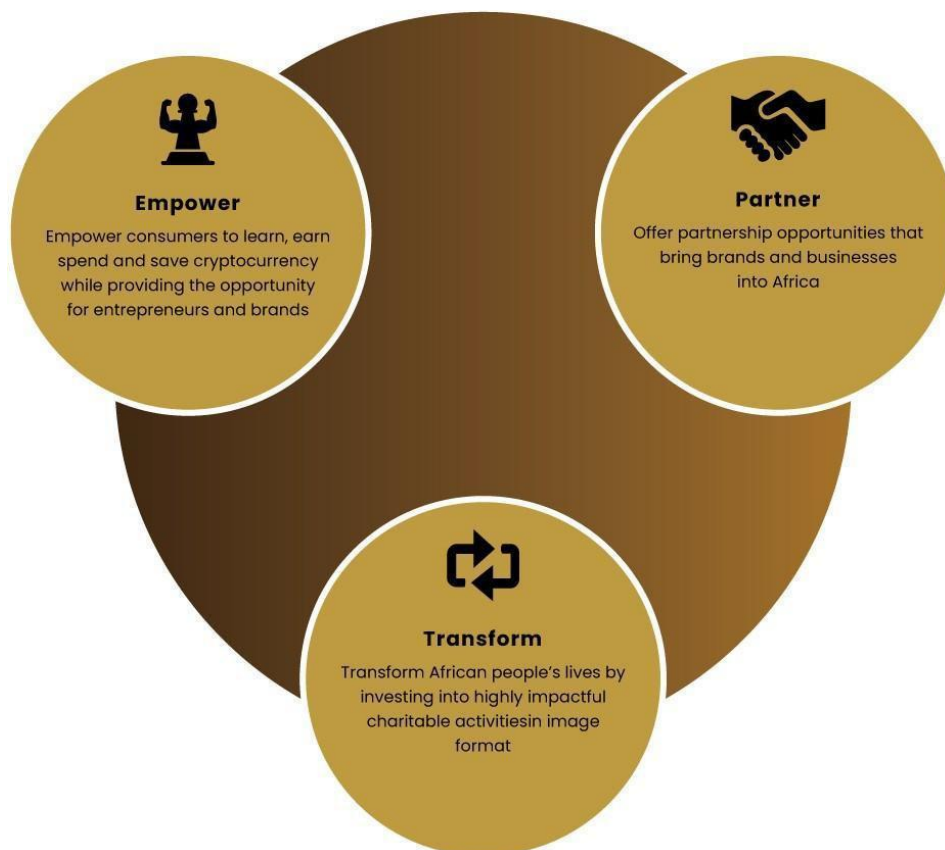 Empower
Empower consumers to learn, earn
spend and save cryptocurrency
while providing the opportunity
for entrepreneurs and brands
Partner
Offer partnership opportunities that
bring brands and businesses
into Africa
Transform
Transform African people’s lives by
investing into highly impactful
charitable activitiesin image
format